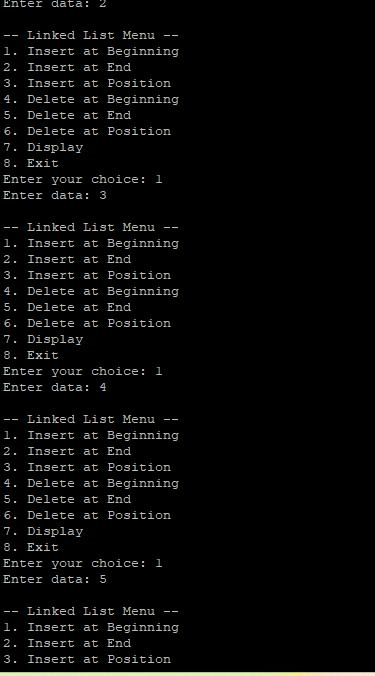 Enter data: 2
-- Linked List Menu --
1. Insert at Beginning
2. Insert at End
3. Insert at Position
4. Delete at Beginning
5. Delete at End
6. Delete at Position
7. Display
8. Exit
Enter your choice: 1
Enter data: 3
-- Linked List Menu --
1. Insert at Beginning
2. Insert at End
3. Insert at Position
4. Delete at Beginning
5. Delete at End
6. Delete at Position
7. Display
8. Exit
Enter your choice: 1
Enter data: 4
-- Linked List Menu --
1. Insert at Beginning
2. Insert at End
3. Insert at Position
4. Delete at Beginning
5. Delete at End
6. Delete at Position
7. Display
8. Exit
Enter your choice: 1
Enter data: 5
-- Linked List Menu --
1. Insert at Beginning
2. Insert at End
3. Insert at Position